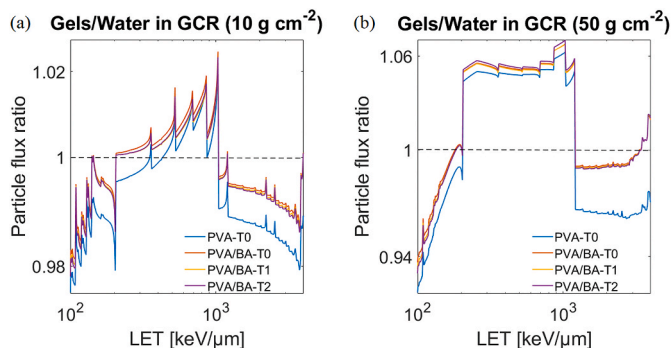 (a) Gels/Water in GCR (10 g cm⁻²)
Particle flux ratio
1.02
1
0.98
PVA-T0
PVA/BA-T0
PVA/BA-T1
PVA/BA-T2
10² 10³
LET [keV/μm]
(b) Gels/Water in GCR (50 g cm⁻²)
Particle flux ratio
1.06
1
0.94
PVA-T0
PVA/BA-T0
PVA/BA-T1
PVA/BA-T2
10² 10³
LET [keV/μm]